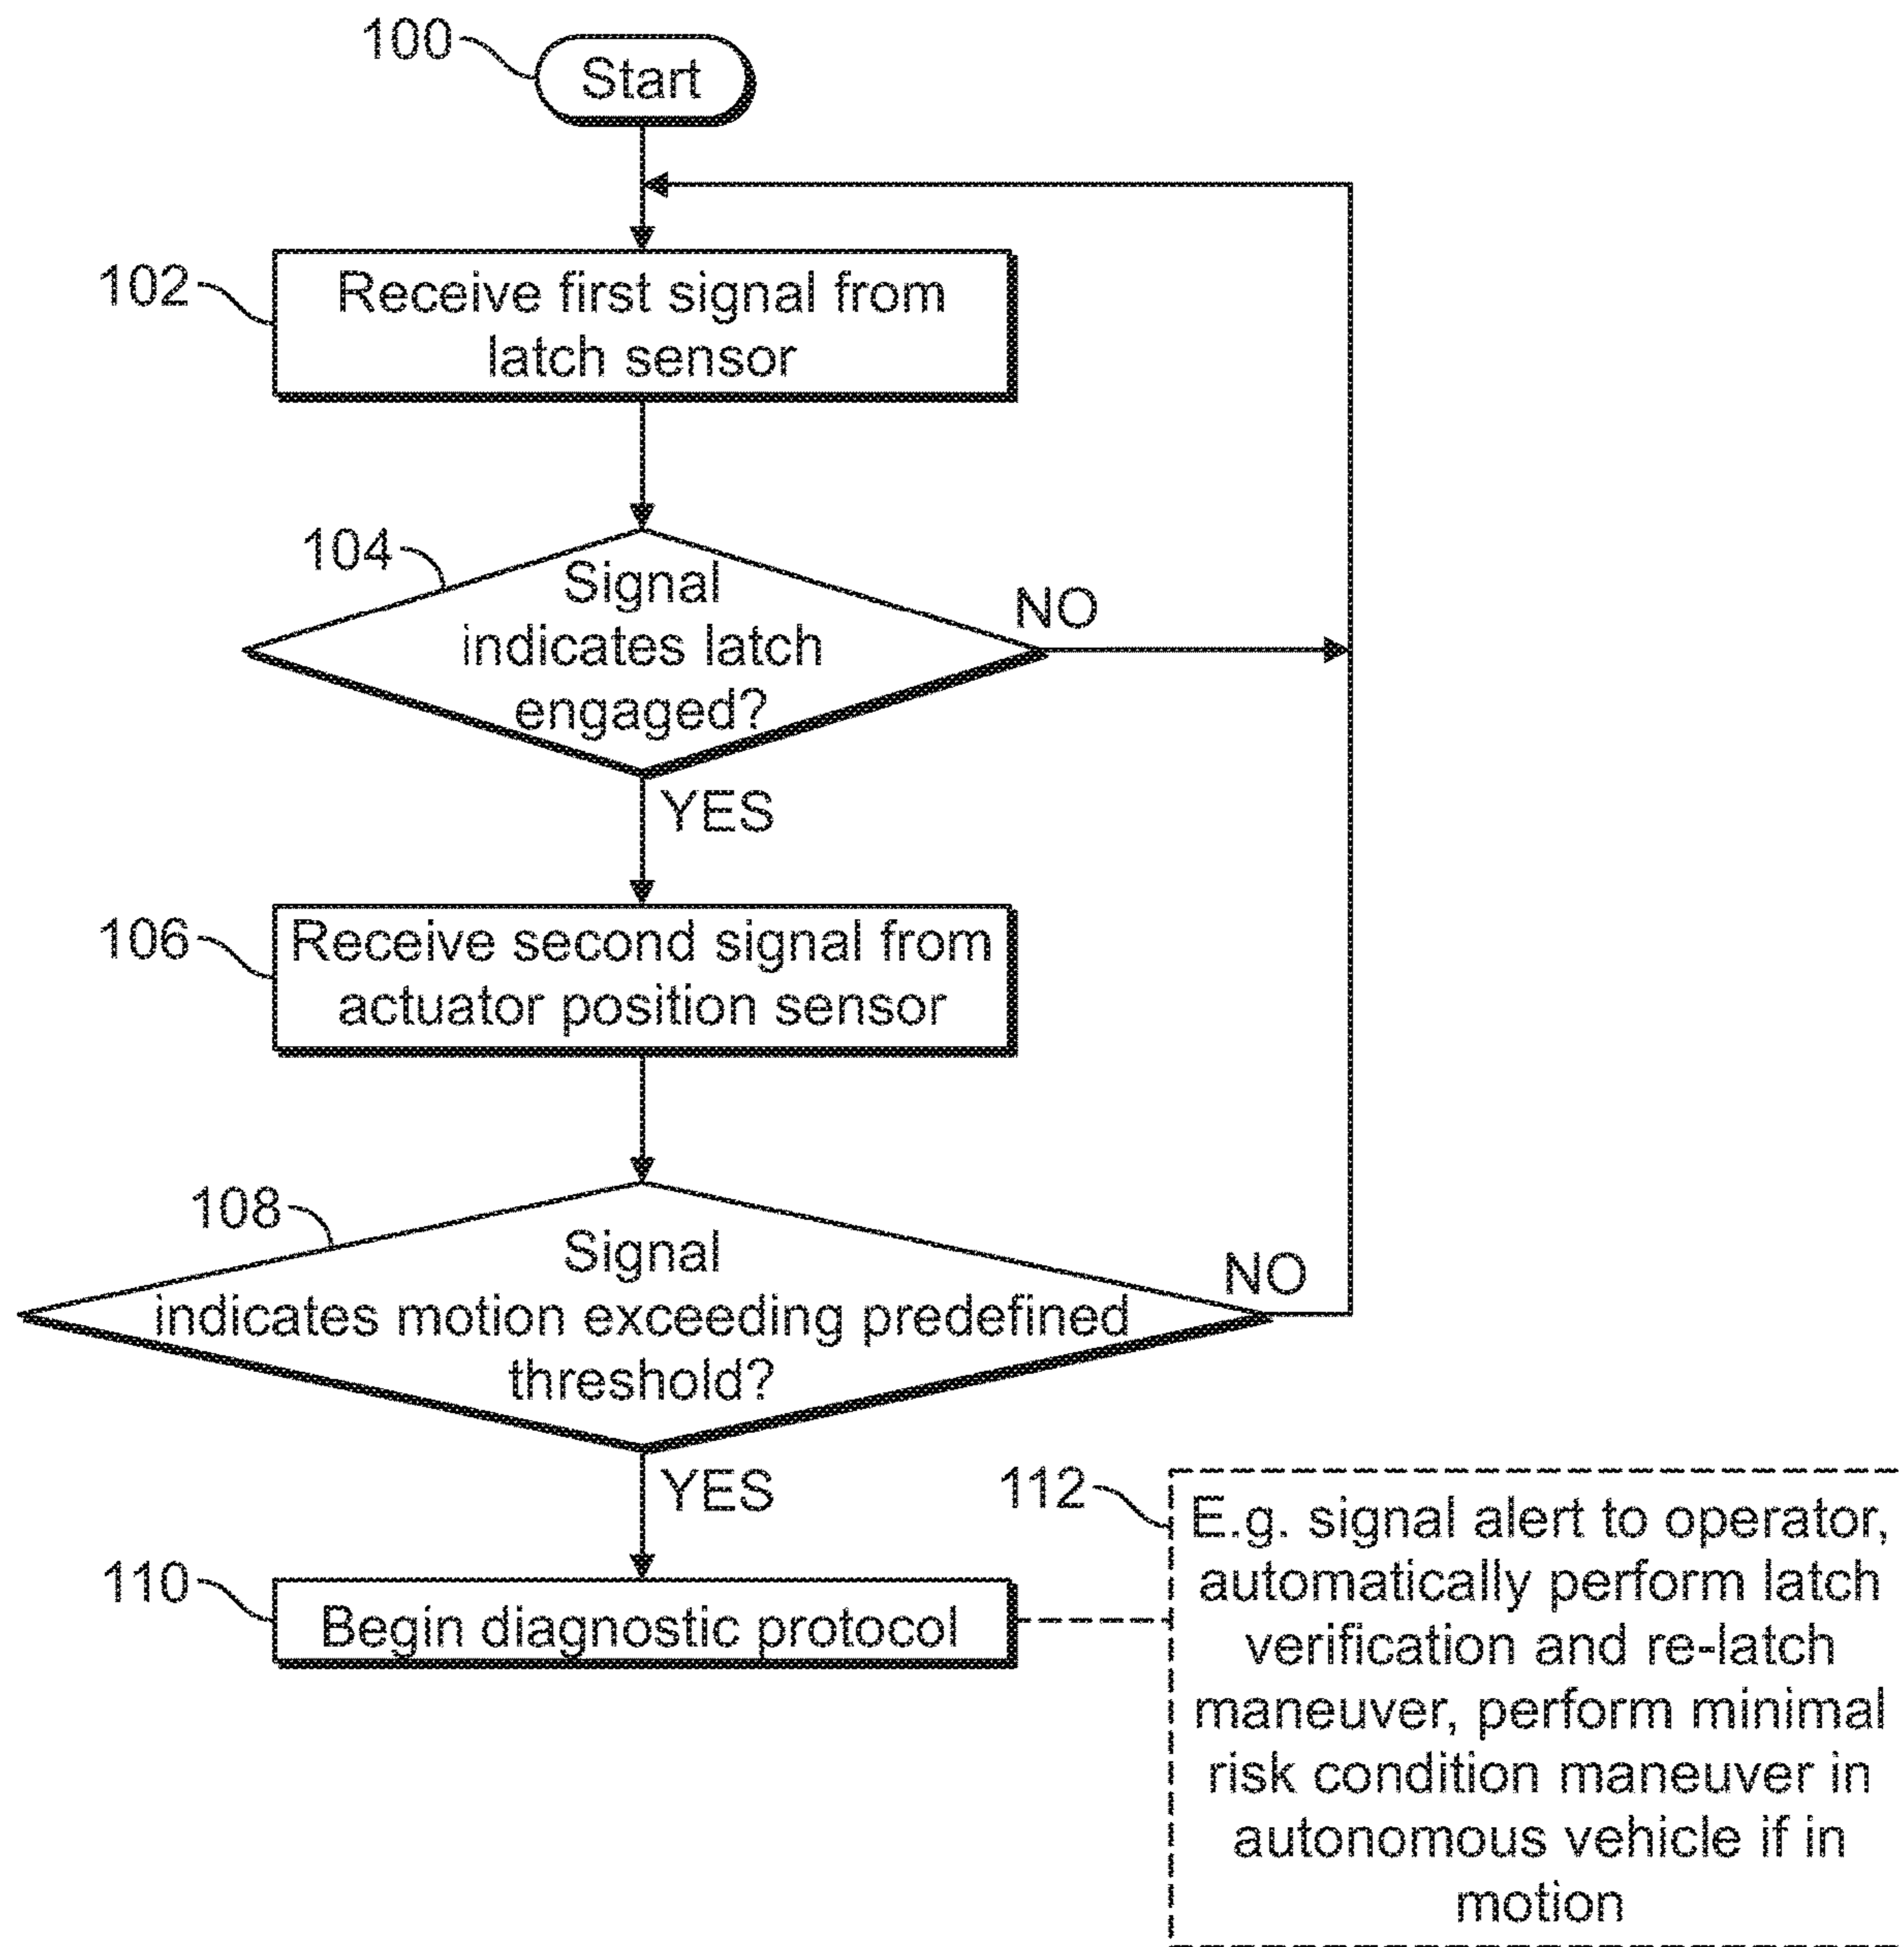 100
Start
102
Receive first signal from
latch sensor
104
Signal
indicates latch
engaged?
NO
YES
106
Receive second signal from
actuator position sensor
108
Signal
indicates motion exceeding predefined
threshold?
NO
YES
110
Begin diagnostic protocol
112
E.g. signal alert to operator,
automatically perform latch
verification and re-latch
maneuver, perform minimal
risk condition maneuver in
autonomous vehicle if in
motion